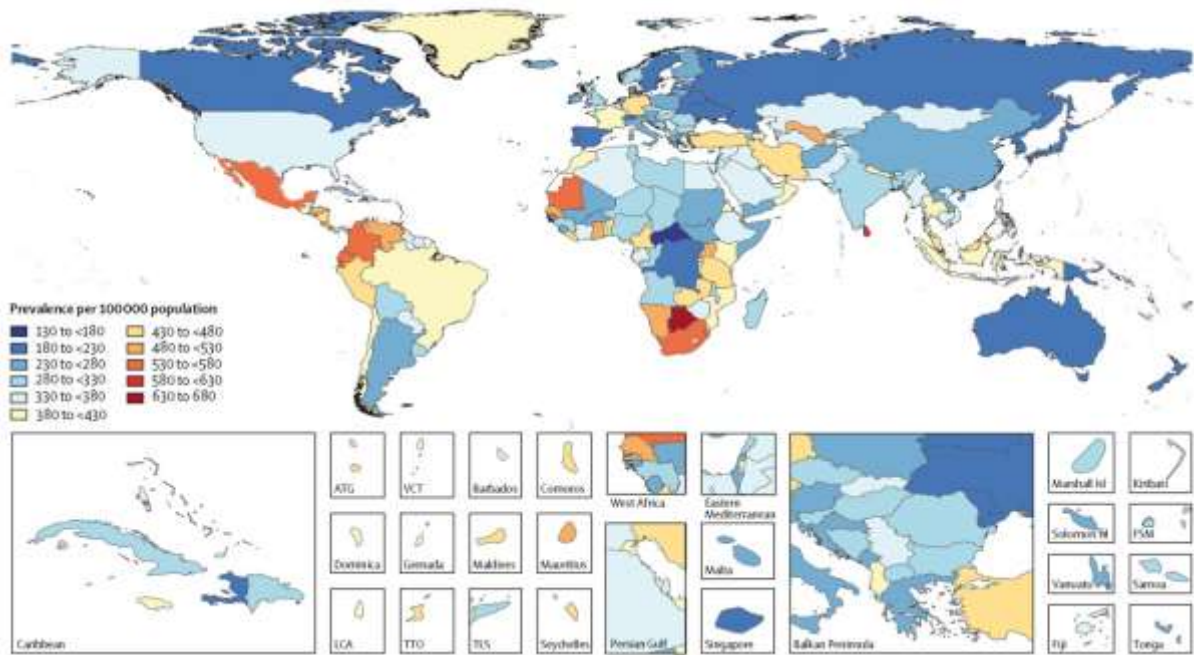 Prevalence per 100 000 population
130 to <180
180 to <230
230 to <280
280 to <330
330 to <380
380 to <430
430 to <480
480 to <530
530 to <580
580 to <630
630 to 680
Caribbean
ATG
VCT
Barbados
Comoros
Dominica
Grenada
Maldives
Mauritius
LCA
TTO
TLS
Seychelles
West Africa
Eastern
Mediterranean
Persian Gulf
Malta
Singapore
Balkan Peninsula
Marshall Isl
Kiribati
Solomon Isl
FSM
Vanuatu
Samoa
Fiji
Tonga